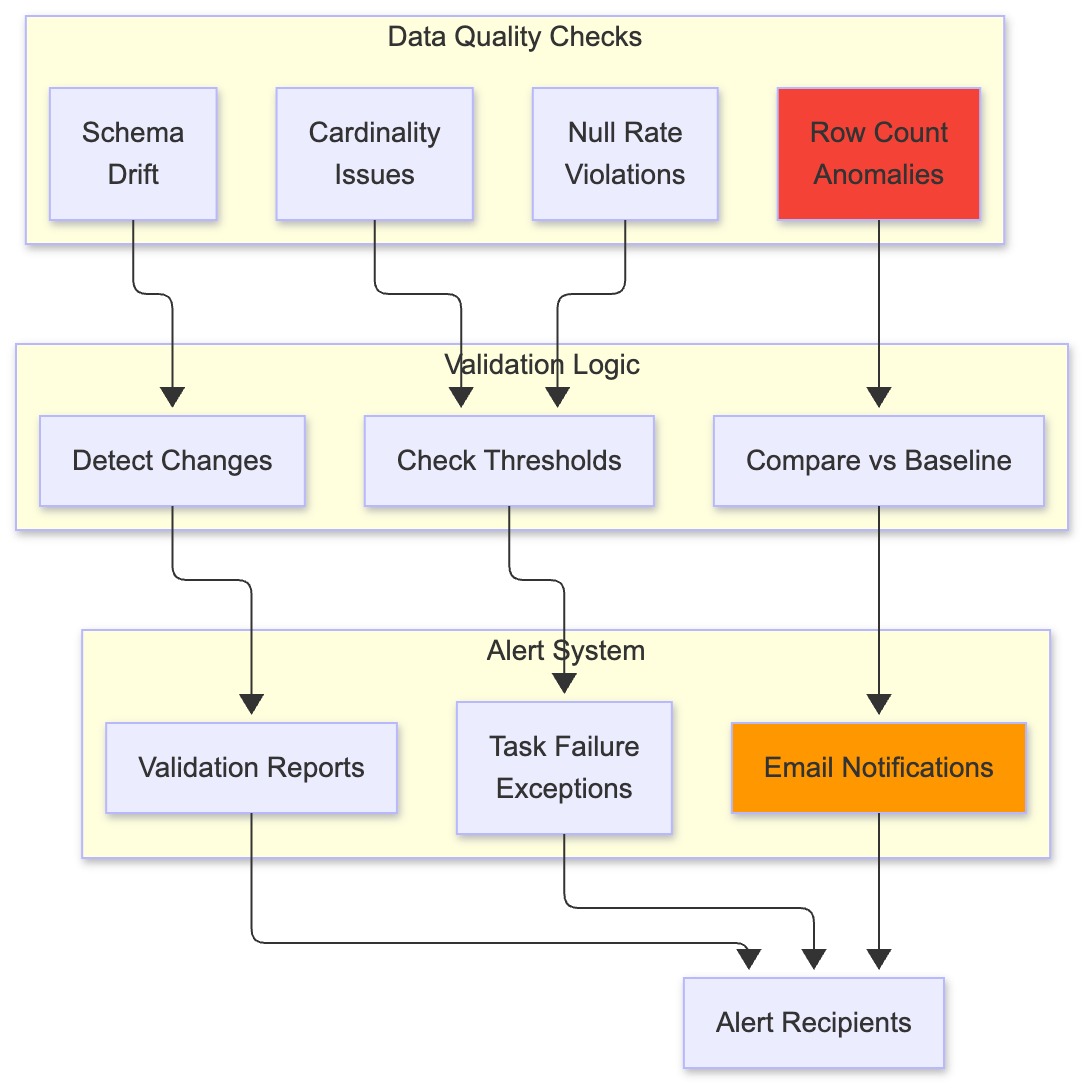 Data Quality Checks
Schema
Drift
Cardinality
Issues
Null Rate
Violations
Row Count
Anomalies
Validation Logic
Detect Changes
Check Thresholds
Compare vs Baseline
Alert System
Validation Reports
Task Failure
Exceptions
Email Notifications
Alert Recipients